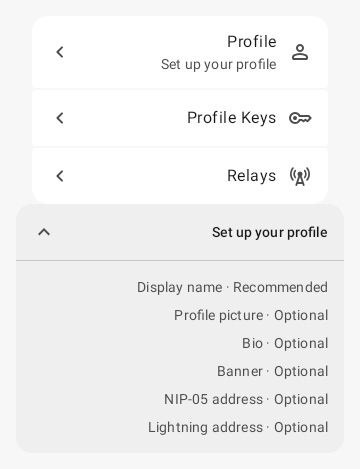 Profile
Set up your profile
Profile Keys
Relays
Set up your profile
Display name · Recommended
Profile picture · Optional
Bio · Optional
Banner · Optional
NIP-05 address · Optional
Lightning address · Optional